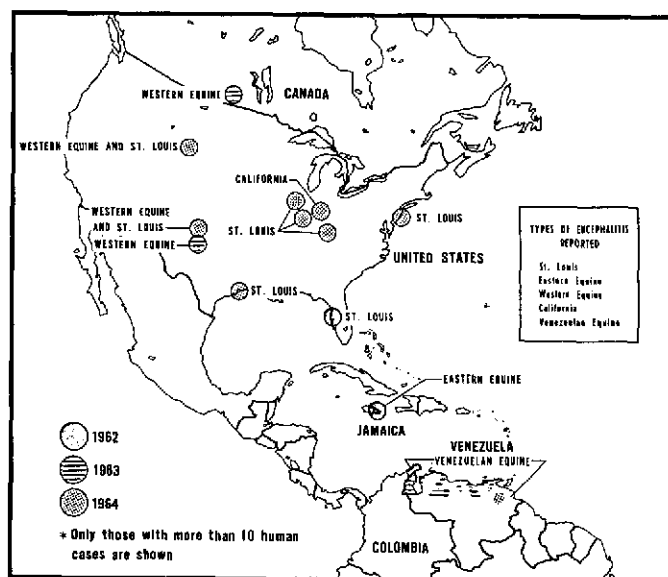 WESTERN EQUINE
CANADA
WESTERN EQUINE AND ST. LOUIS
CALIFORNIA
WESTERN EQUINE
AND ST. LOUIS
WESTERN EQUINE
ST. LOUIS
ST. LOUIS
UNITED STATES
TYPES OF ENCEPHALITIS
REPORTED
St. Louis
Eastern Equine
Western Equine
California
Venezuelan Equine
ST. LOUIS
ST. LOUIS
EASTERN EQUINE
JAMAICA
VENEZUELA
VENEZUELAN EQUINE
1962
1963
1964
* Only those with more than 10 human
cases are shown
COLOMBIA